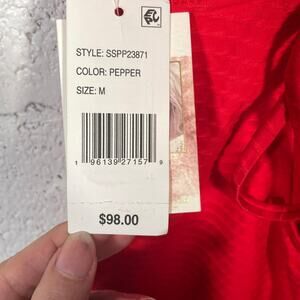 STYLE: SSPP23871
COLOR: PEPPER
SIZE: M
1 96139 27157 9
$98.00